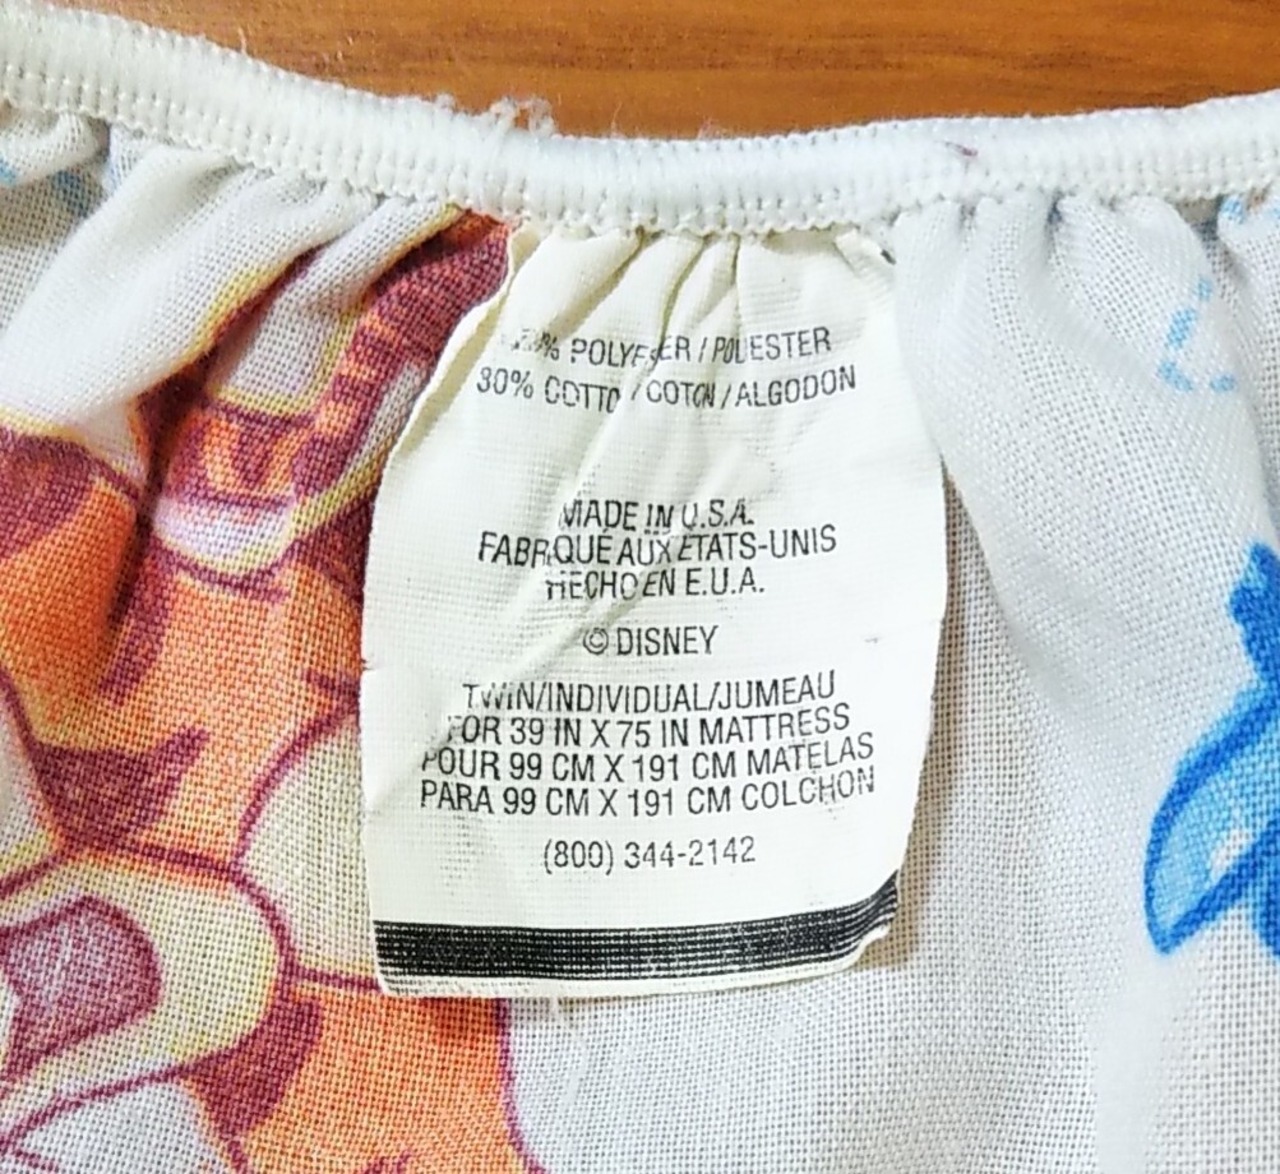 % POLYESTER / POLIESTER
30% COTTON / COTON / ALGODON
MADE IN U.S.A.
FABRIQUÉ AUX ETATS-UNIS
HECHO EN E.U.A.
© DISNEY
TWIN/INDIVIDUAL/JUMEAU
FOR 39 IN X 75 IN MATTRESS
POUR 99 CM X 191 CM MATELAS
PARA 99 CM X 191 CM COLCHON
(800) 344-2142